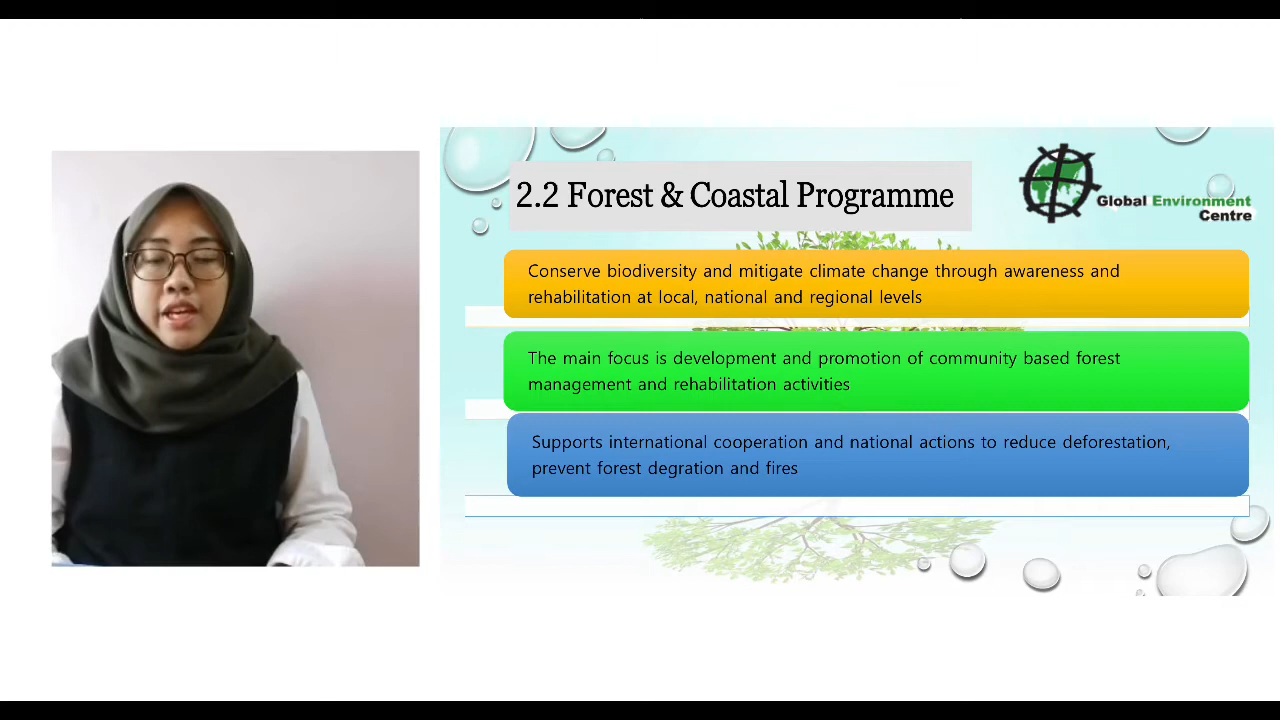 2.2 Forest & Coastal Programme
Global Environment
Centre
Conserve biodiversity and mitigate climate change through awareness and
rehabilitation at local, national and regional levels
The main focus is development and promotion of community based forest
management and rehabilitation activities
Supports international cooperation and national actions to reduce deforestation,
prevent forest degration and fires